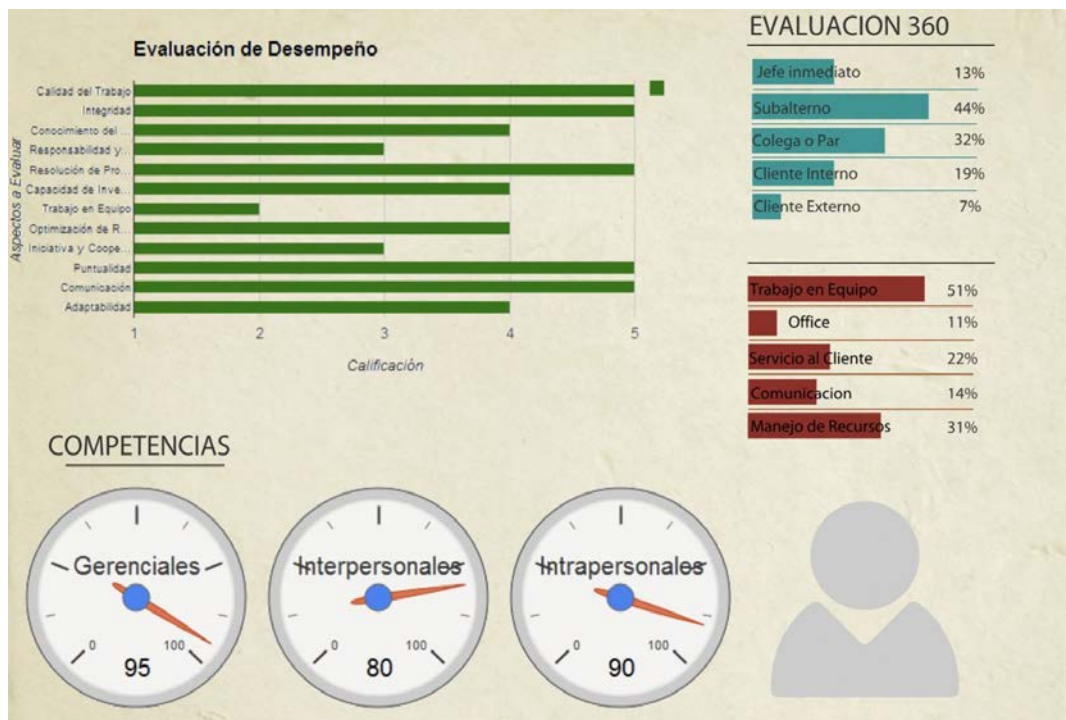 Evaluación de Desempeño
Aspectos a Evaluar
Calidad del Trabajo
Integridad
Conocimiento del ...
Responsabilidad y...
Resolución de Pro...
Capacidad de Inve...
Trabajo en Equipo
Optimización de R...
Iniciativa y Coope...
Puntualidad
Comunicación
Adaptabilidad
1 2 3 4 5
Calificación
EVALUACION 360
Jefe inmediato 13%
Subalterno 44%
Colega o Par 32%
Cliente Interno 19%
Cliente Externo 7%
Trabajo en Equipo 51%
Office 11%
Servicio al Cliente 22%
Comunicacion 14%
Manejo de Recursos 31%
COMPETENCIAS
Gerenciales
0 100
95
Interpersonales
0 100
80
Intrapersonales
0 100
90